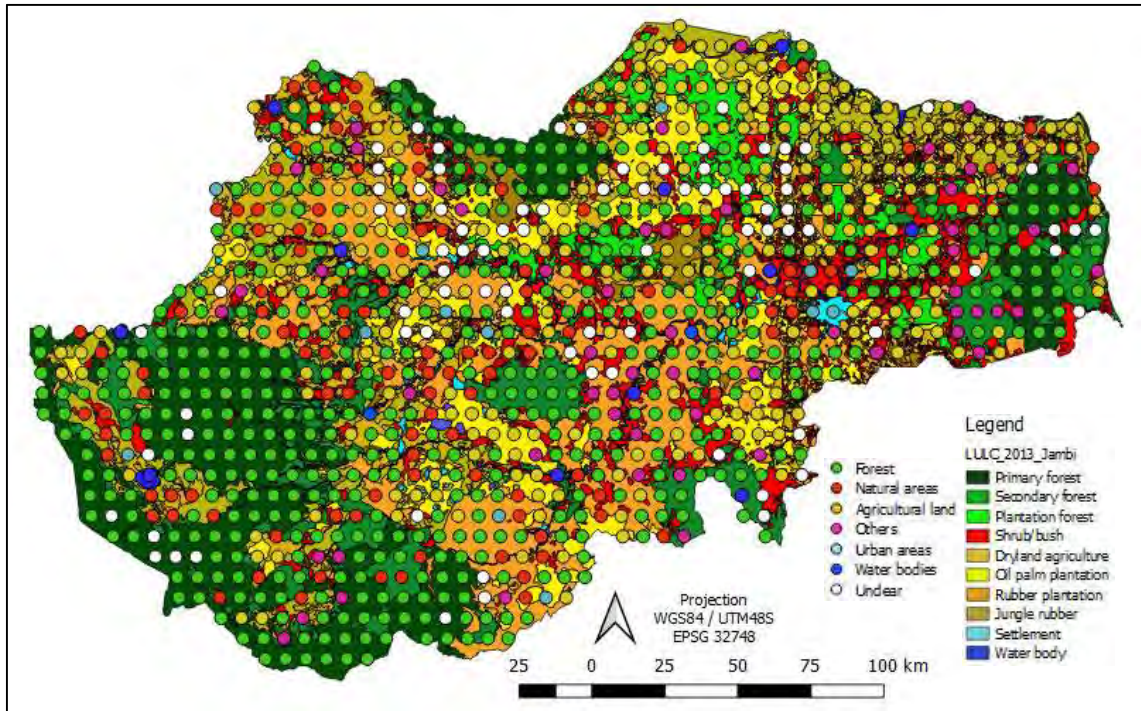 Legend
LULC_2013_Jambi
Primary forest
Secondary forest
Plantation forest
Shrub/bush
Dryland agriculture
Oil palm plantation
Rubber plantation
Jungle rubber
Settlement
Water body
Forest
Natural areas
Agricultural land
Others
Urban areas
Water bodies
Unclear
Projection
WGS84 / UTM48S
EPSG 32748
25 0 25 50 75 100 km